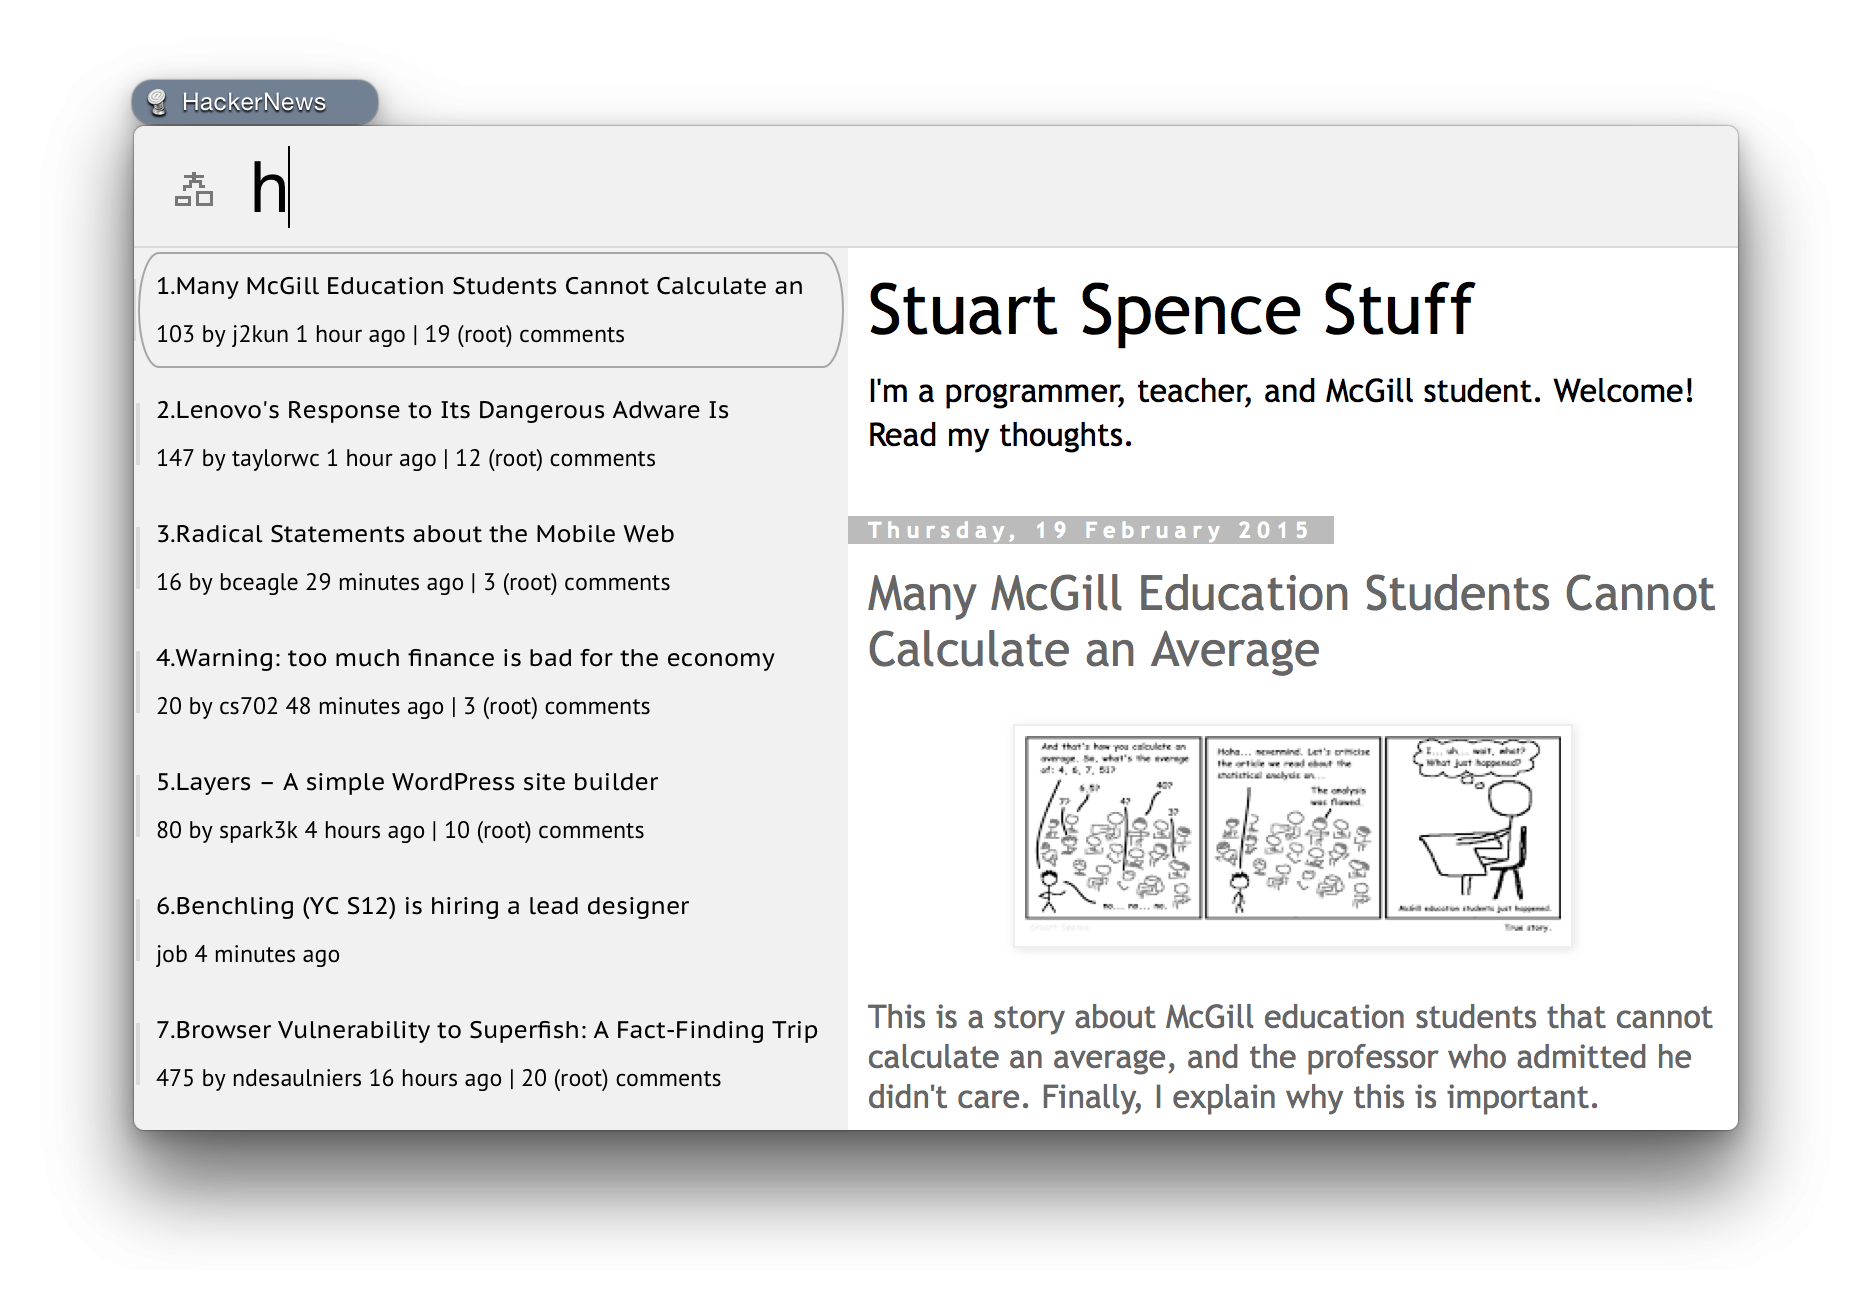 HackerNews
h
1.Many McGill Education Students Cannot Calculate an
103 by j2kun 1 hour ago | 19 (root) comments
2.Lenovo's Response to Its Dangerous Adware Is
147 by taylorwc 1 hour ago | 12 (root) comments
3.Radical Statements about the Mobile Web
16 by bceagle 29 minutes ago | 3 (root) comments
4.Warning: too much finance is bad for the economy
20 by cs702 48 minutes ago | 3 (root) comments
5.Layers – A simple WordPress site builder
80 by spark3k 4 hours ago | 10 (root) comments
6.Benchling (YC S12) is hiring a lead designer
job 4 minutes ago
7.Browser Vulnerability to Superfish: A Fact-Finding Trip
475 by ndesaulniers 16 hours ago | 20 (root) comments
Stuart Spence Stuff
I'm a programmer, teacher, and McGill student. Welcome!
Read my thoughts.
Thursday, 19 February 2015
Many McGill Education Students Cannot
Calculate an Average
And that's how you calculate an
average. So, what's the average
of: 4, 6, 7, 51?
7?
6.5?
4?
40?
3?
no... no... no.
Haha... nevermind. Let's criticise
the article we read about the
statistical analysis on...
The analysis
was flawed.
I... uh... wait, what?
What just happened?
McGill education students just happened.
Stuart Spence
True story.
This is a story about McGill education students that cannot
calculate an average, and the professor who admitted he
didn't care. Finally, I explain why this is important.